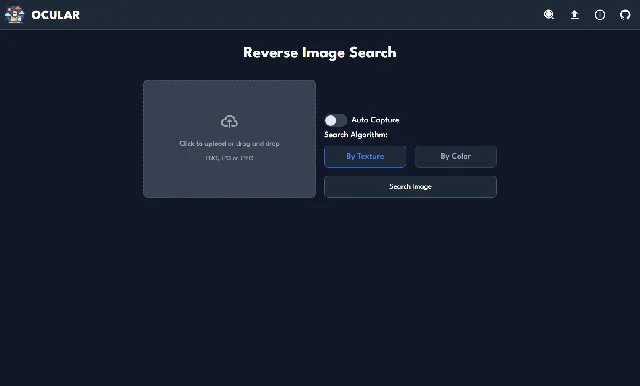 OCULAR
Reverse Image Search
Click to upload or drag and drop
PNO, JPG or JPEG
Auto Capture
Search Algorithm:
By Texture
By Color
Search Image